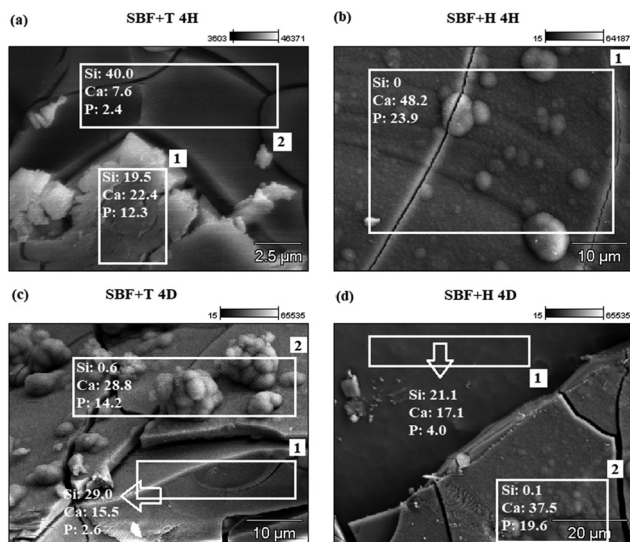 (a)
SBF+T 4H
3603
46371
Si: 40.0
Ca: 7.6
P: 2.4
2
1
Si: 19.5
Ca: 22.4
P: 12.3
2.5 µm
(b)
SBF+H 4H
15
64187
1
Si: 0
Ca: 48.2
P: 23.9
10 µm
(c)
SBF+T 4D
15
65535
2
Si: 0.6
Ca: 28.8
P: 14.2
1
Si: 29.0
Ca: 15.5
P: 2.6
10 µm
(d)
SBF+H 4D
15
65535
1
Si: 21.1
Ca: 17.1
P: 4.0
2
Si: 0.1
Ca: 37.5
P: 19.6
20 µm